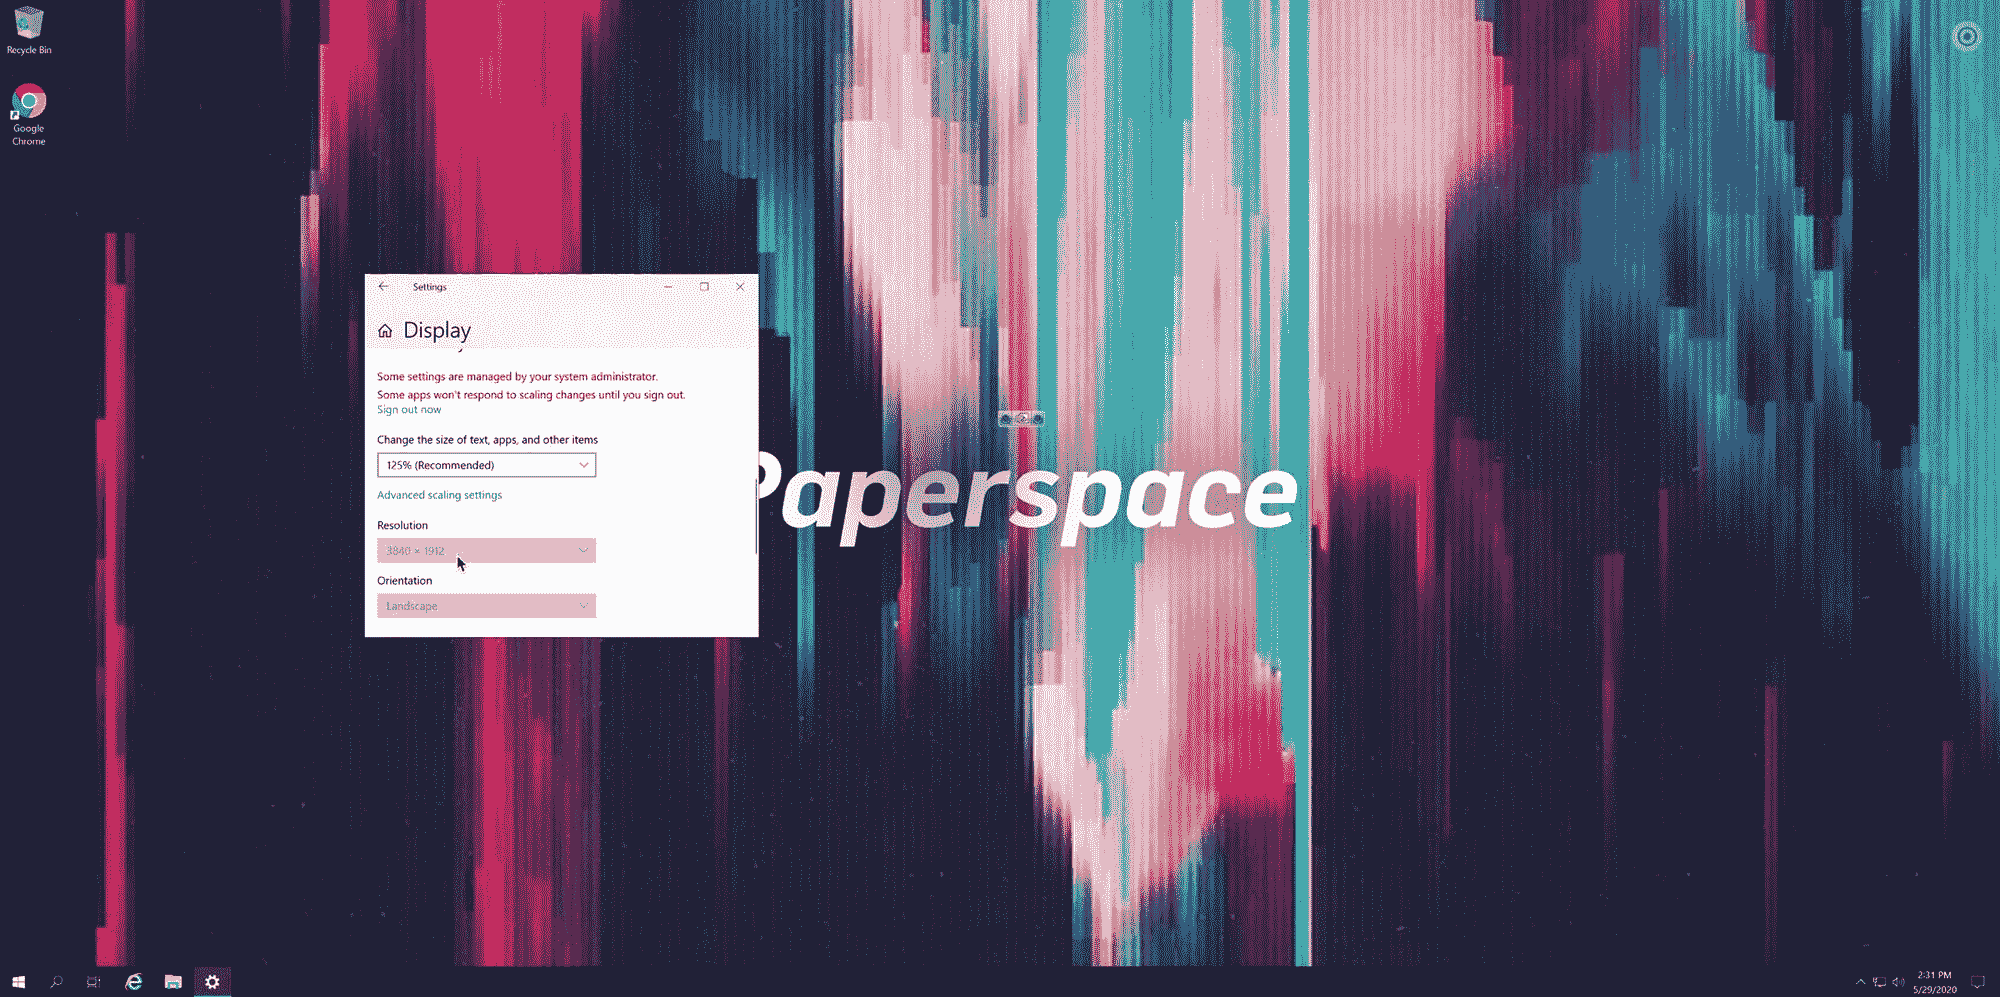 Recycle Bin
Google
Chrome
Settings
Display
Some settings are managed by your system administrator.
Some apps won't respond to scaling changes until you sign out.
Sign out now
Change the size of text, apps, and other items
125% (Recommended)
Advanced scaling settings
Resolution
3840 × 1912
Orientation
Landscape
Paperspace
2:31 PM
5/29/2020